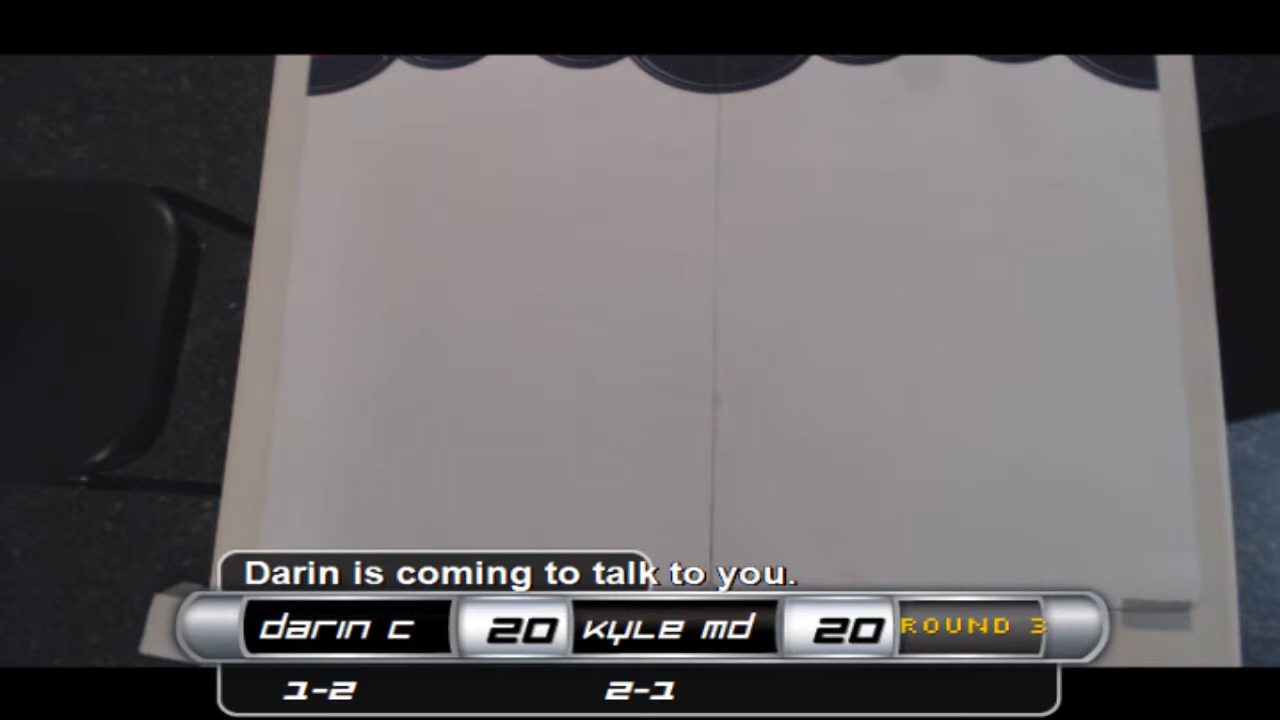 Darin is coming to talk to you.
darin c 20 kyle md 20 ROUND 3
1-2 2-1